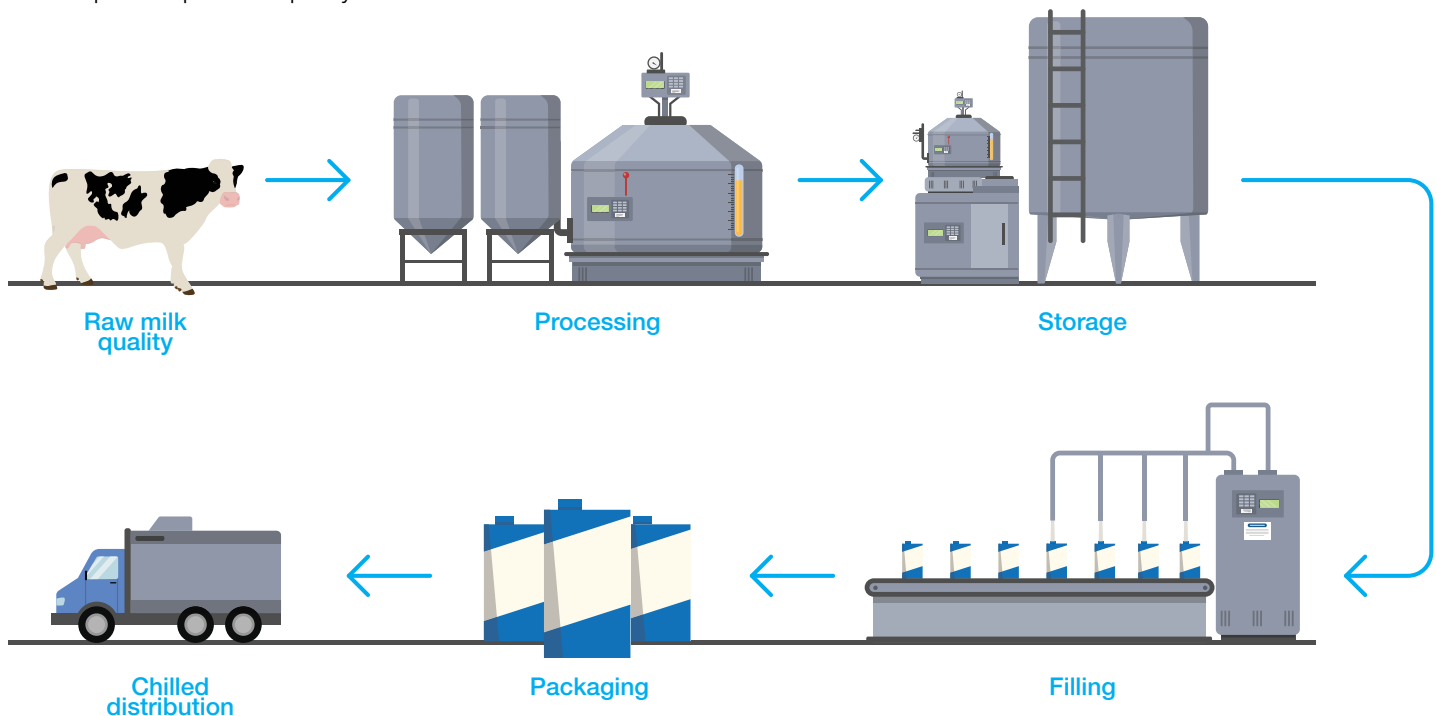 Raw milk
quality
Processing
Storage
Chilled
distribution
Packaging
Filling